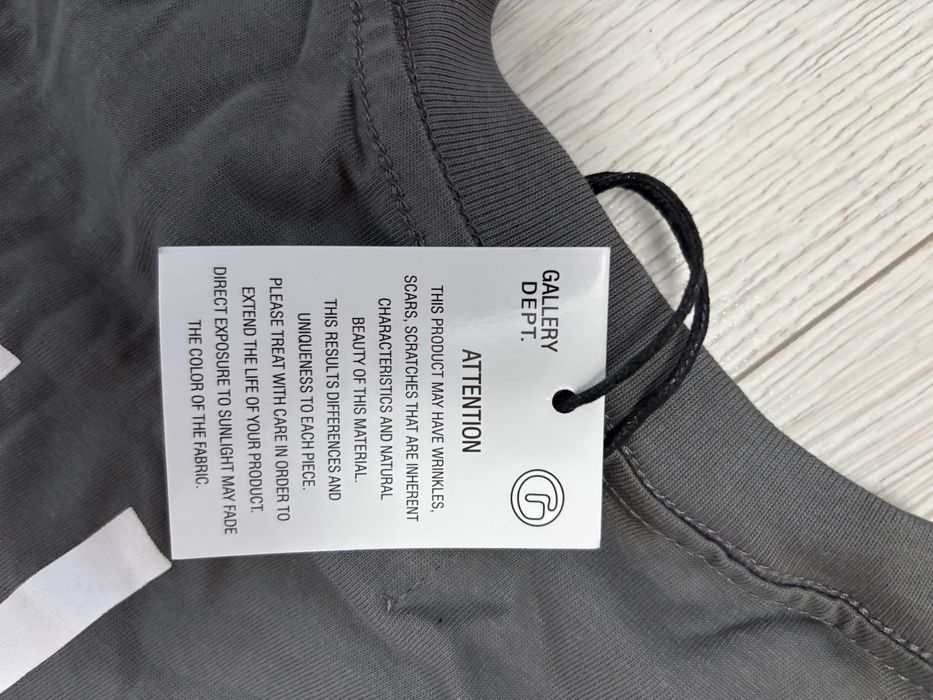 GALLERY
DEPT.
G
ATTENTION
THIS PRODUCT MAY HAVE WRINKLES,
SCARS, SCRATCHES THAT ARE INHERENT
CHARACTERISTICS AND NATURAL
BEAUTY OF THIS MATERIAL.
THIS RESULTS DIFFERENCES AND
UNIQUENESS TO EACH PIECE.
PLEASE TREAT WITH CARE IN ORDER TO
EXTEND THE LIFE OF YOUR PRODUCT.
DIRECT EXPOSURE TO SUNLIGHT MAY FADE
THE COLOR OF THE FABRIC.